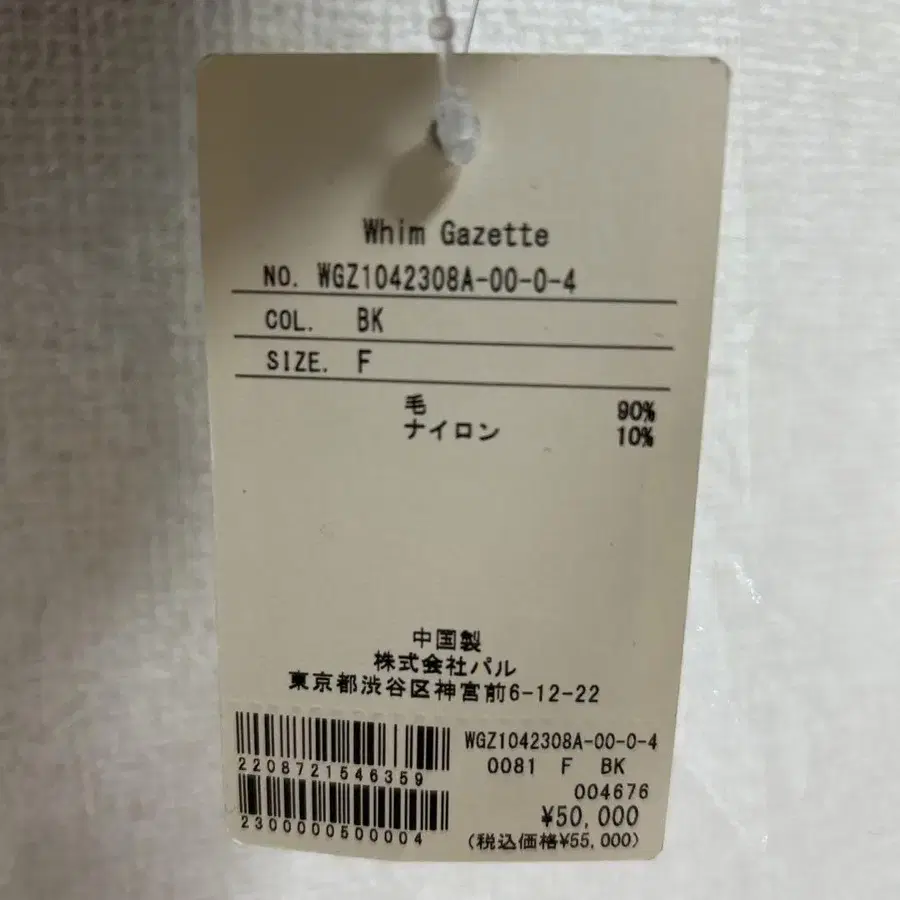 Whim Gazette
NO. WGZ1042308A-00-0-4
COL. BK
SIZE. F
毛 90%
ナイロン 10%
中国製
株式会社パル
東京都渋谷区神宮前6-12-22
2208721546359
2300000500004
WGZ1042308A-00-0-4
0081 F BK
004676
¥50,000
(税込価格¥55,000)